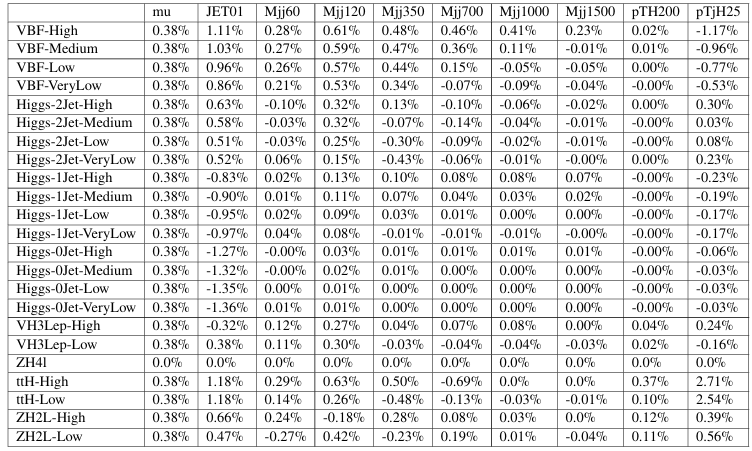 mu JET01 Mjj60 Mjj120 Mjj350 Mjj700 Mjj1000 Mjj1500 pTH200 pTjH25
VBF-High 0.38% 1.11% 0.28% 0.61% 0.48% 0.46% 0.41% 0.23% 0.02% -1.17%
VBF-Medium 0.38% 1.03% 0.27% 0.59% 0.47% 0.36% 0.11% -0.01% 0.01% -0.96%
VBF-Low 0.38% 0.96% 0.26% 0.57% 0.44% 0.15% -0.05% -0.05% 0.00% -0.77%
VBF-VeryLow 0.38% 0.86% 0.21% 0.53% 0.34% -0.07% -0.09% -0.04% -0.00% -0.53%
Higgs-2Jet-High 0.38% 0.63% -0.10% 0.32% 0.13% -0.10% -0.06% -0.02% 0.00% 0.30%
Higgs-2Jet-Medium 0.38% 0.58% -0.03% 0.32% -0.07% -0.14% -0.04% -0.01% -0.00% 0.03%
Higgs-2Jet-Low 0.38% 0.51% -0.03% 0.25% -0.30% -0.09% -0.02% -0.01% -0.00% 0.08%
Higgs-2Jet-VeryLow 0.38% 0.52% 0.06% 0.15% -0.43% -0.06% -0.01% -0.00% 0.00% 0.23%
Higgs-1Jet-High 0.38% -0.83% 0.02% 0.13% 0.10% 0.08% 0.08% 0.07% -0.00% -0.23%
Higgs-1Jet-Medium 0.38% -0.90% 0.01% 0.11% 0.07% 0.04% 0.03% 0.02% -0.00% -0.19%
Higgs-1Jet-Low 0.38% -0.95% 0.02% 0.09% 0.03% 0.01% 0.00% 0.00% -0.00% -0.17%
Higgs-1Jet-VeryLow 0.38% -0.97% 0.04% 0.08% -0.01% -0.01% -0.01% -0.00% -0.00% -0.17%
Higgs-0Jet-High 0.38% -1.27% -0.00% 0.03% 0.01% 0.01% 0.01% 0.01% -0.00% -0.06%
Higgs-0Jet-Medium 0.38% -1.32% -0.00% 0.02% 0.01% 0.00% 0.00% 0.00% -0.00% -0.03%
Higgs-0Jet-Low 0.38% -1.35% 0.00% 0.01% 0.00% 0.00% 0.00% 0.00% -0.00% -0.03%
Higgs-0Jet-VeryLow 0.38% -1.36% 0.01% 0.01% 0.00% 0.00% 0.00% 0.00% -0.00% -0.03%
VH3Lep-High 0.38% -0.32% 0.12% 0.27% 0.04% 0.07% 0.08% 0.00% 0.04% 0.24%
VH3Lep-Low 0.38% 0.38% 0.11% 0.30% -0.03% -0.04% -0.04% -0.03% 0.02% -0.16%
ZH4l 0.0% 0.0% 0.0% 0.0% 0.0% 0.0% 0.0% 0.0% 0.0% 0.0%
ttH-High 0.38% 1.18% 0.29% 0.63% 0.50% -0.69% 0.0% 0.0% 0.37% 2.71%
ttH-Low 0.38% 1.18% 0.14% 0.26% -0.48% -0.13% -0.03% -0.01% 0.10% 2.54%
ZH2L-High 0.38% 0.66% 0.24% -0.18% 0.28% 0.08% 0.03% 0.0% 0.12% 0.39%
ZH2L-Low 0.38% 0.47% -0.27% 0.42% -0.23% 0.19% 0.01% -0.04% 0.11% 0.56%